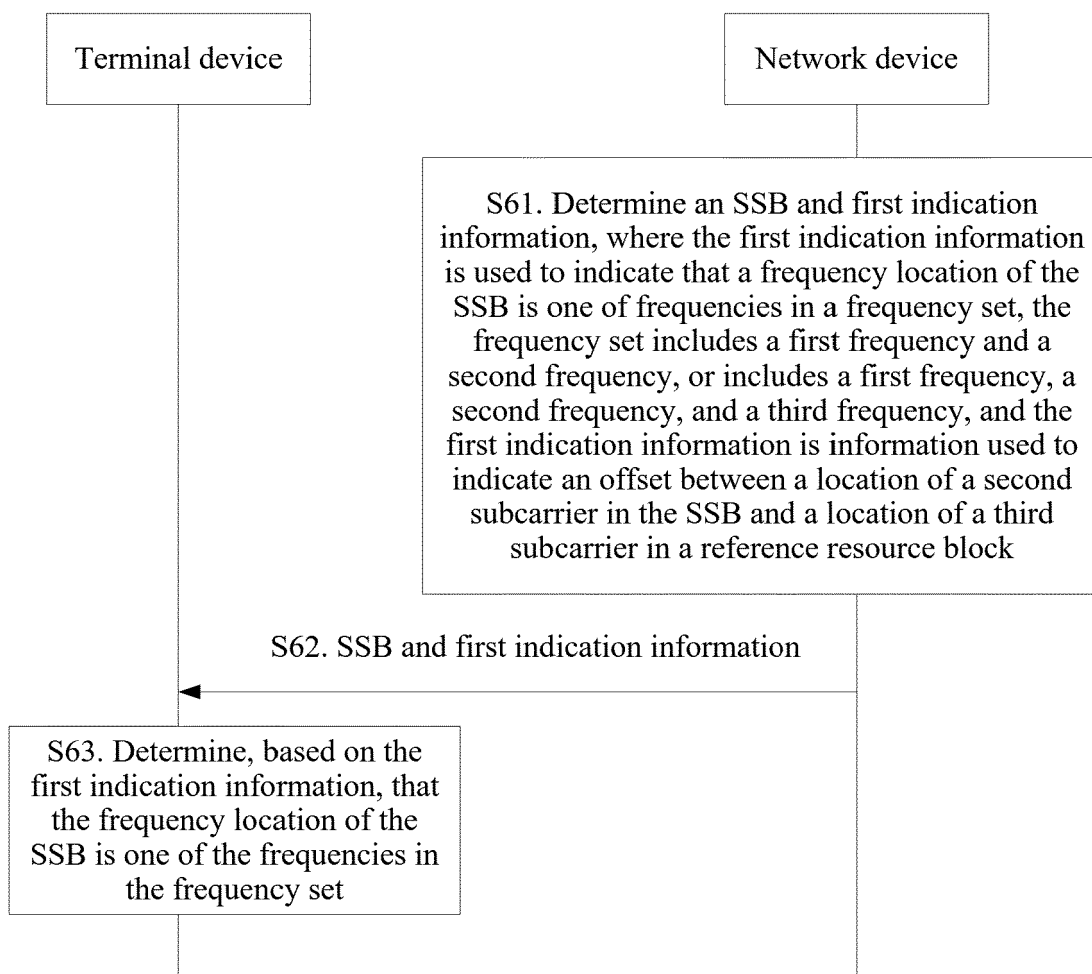 Terminal device
Network device
S61. Determine an SSB and first indication
information, where the first indication information
is used to indicate that a frequency location of the
SSB is one of frequencies in a frequency set, the
frequency set includes a first frequency and a
second frequency, or includes a first frequency, a
second frequency, and a third frequency, and the
first indication information is information used to
indicate an offset between a location of a second
subcarrier in the SSB and a location of a third
subcarrier in a reference resource block
S62. SSB and first indication information
S63. Determine, based on the
first indication information, that
the frequency location of the
SSB is one of the frequencies in
the frequency set